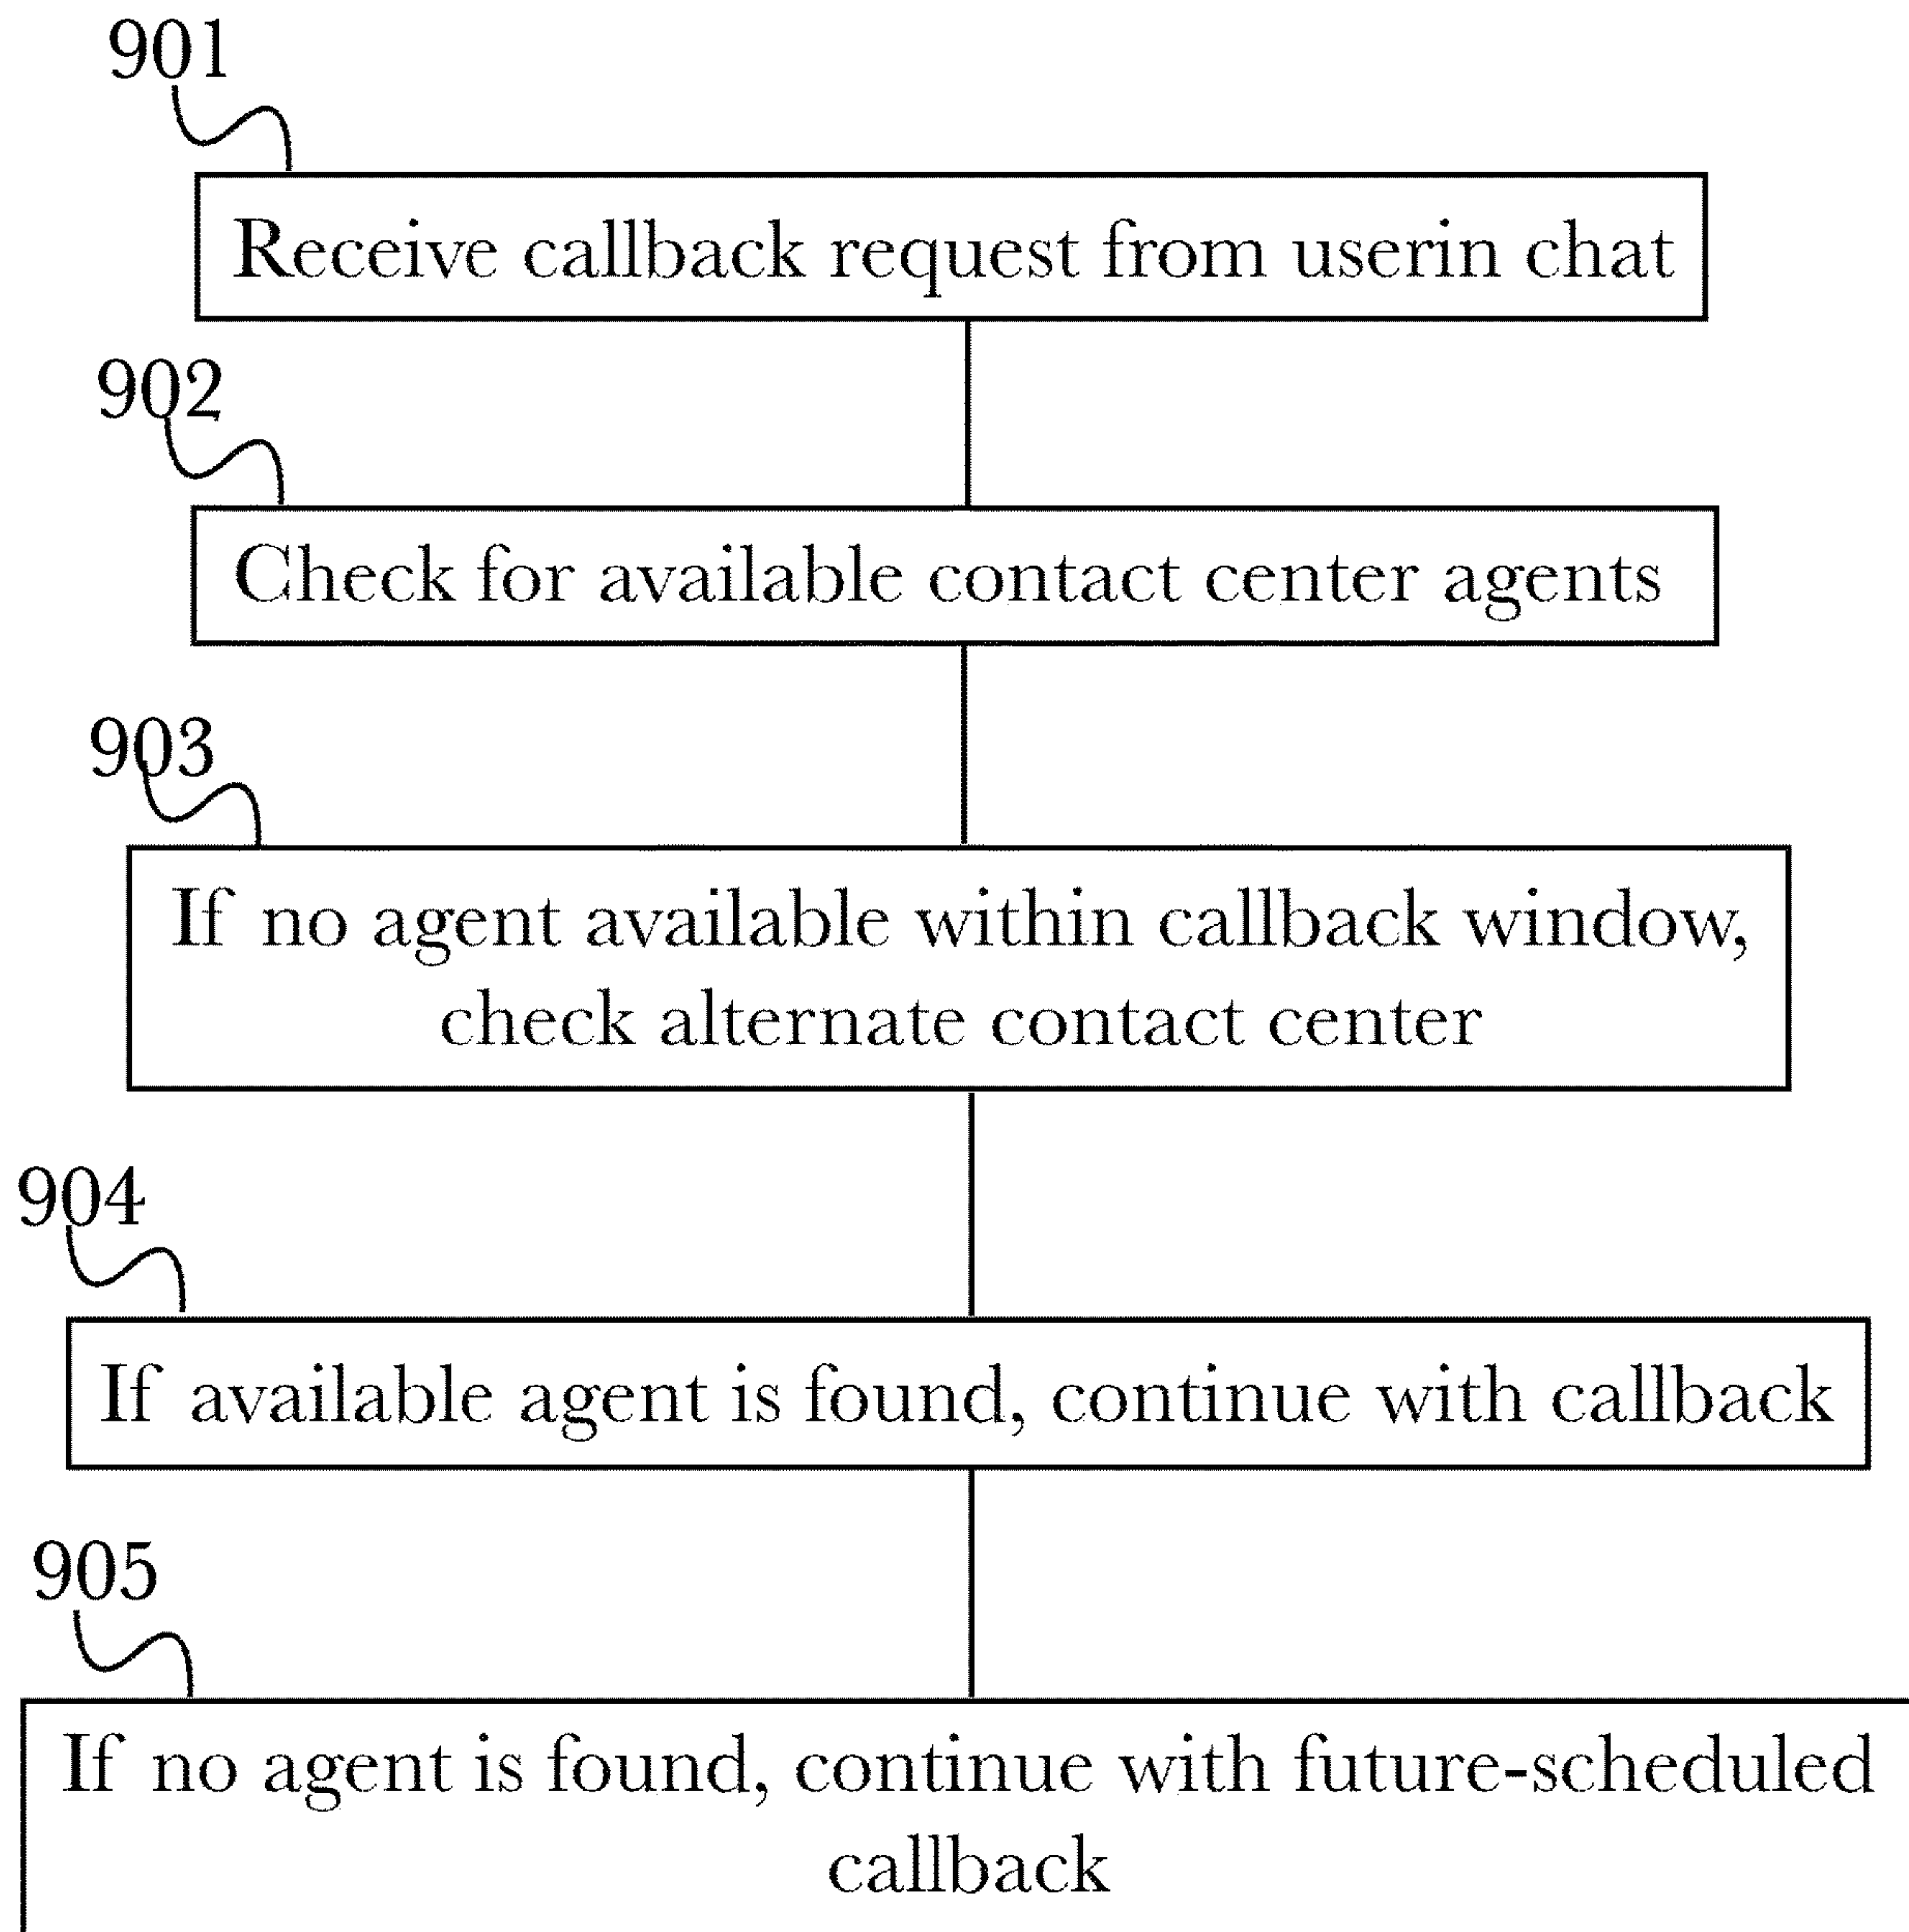 901
Receive callback request from userin chat
902
Check for available contact center agents
903
If no agent available within callback window,
check alternate contact center
904
If available agent is found, continue with callback
905
If no agent is found, continue with future-scheduled
callback